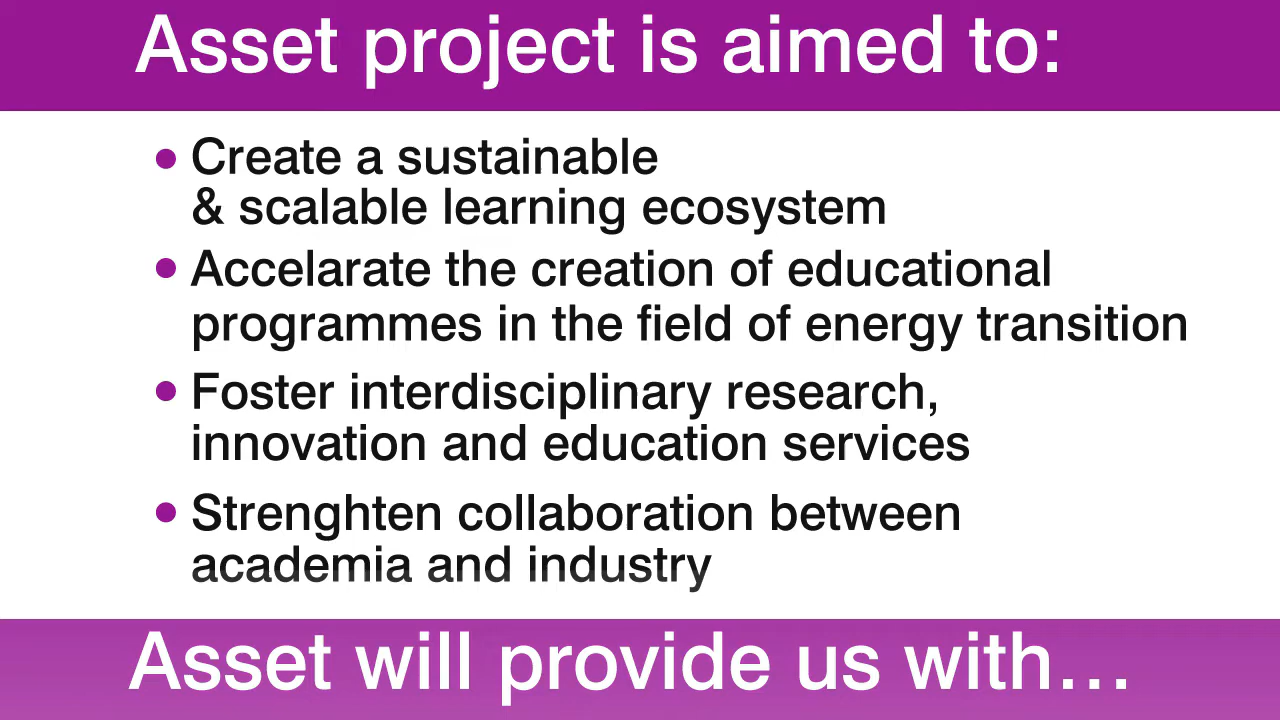 Asset project is aimed to:
• Create a sustainable
& scalable learning ecosystem
• Accelarate the creation of educational
programmes in the field of energy transition
• Foster interdisciplinary research,
innovation and education services
• Strenghten collaboration between
academia and industry
Asset will provide us with...